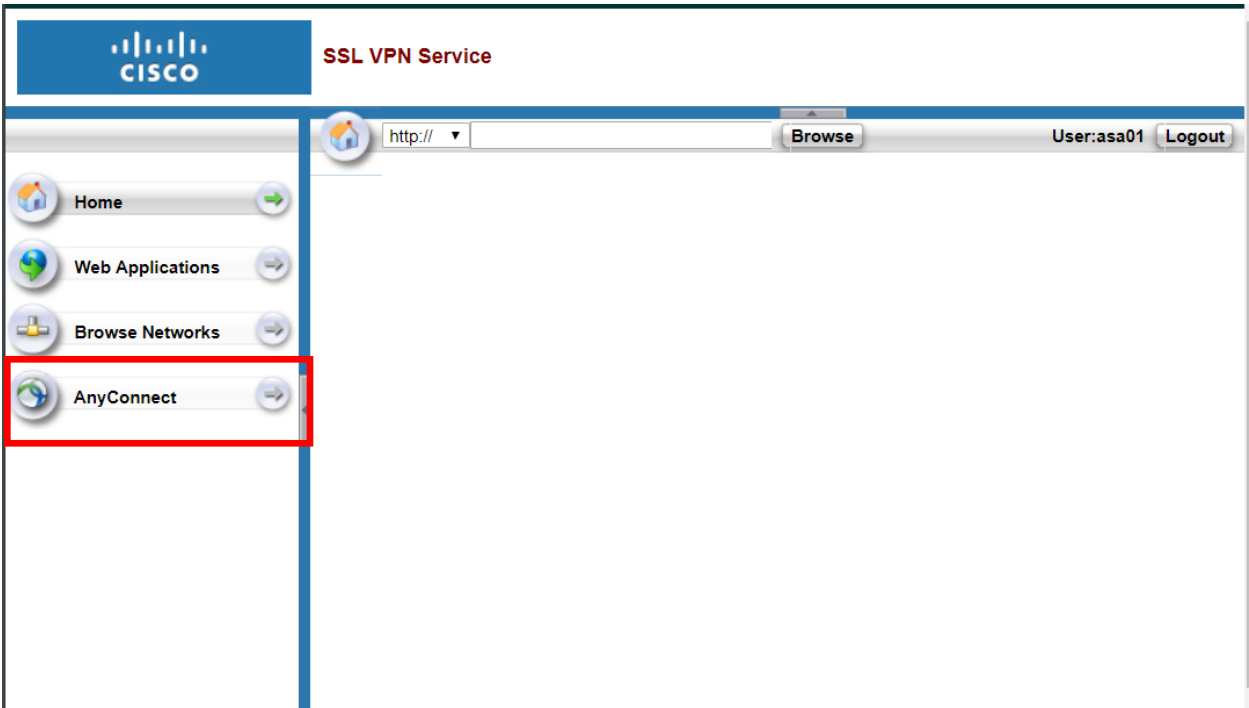 CISCO
SSL VPN Service
http:// Browse User:asa01 Logout
Home
Web Applications
Browse Networks
AnyConnect